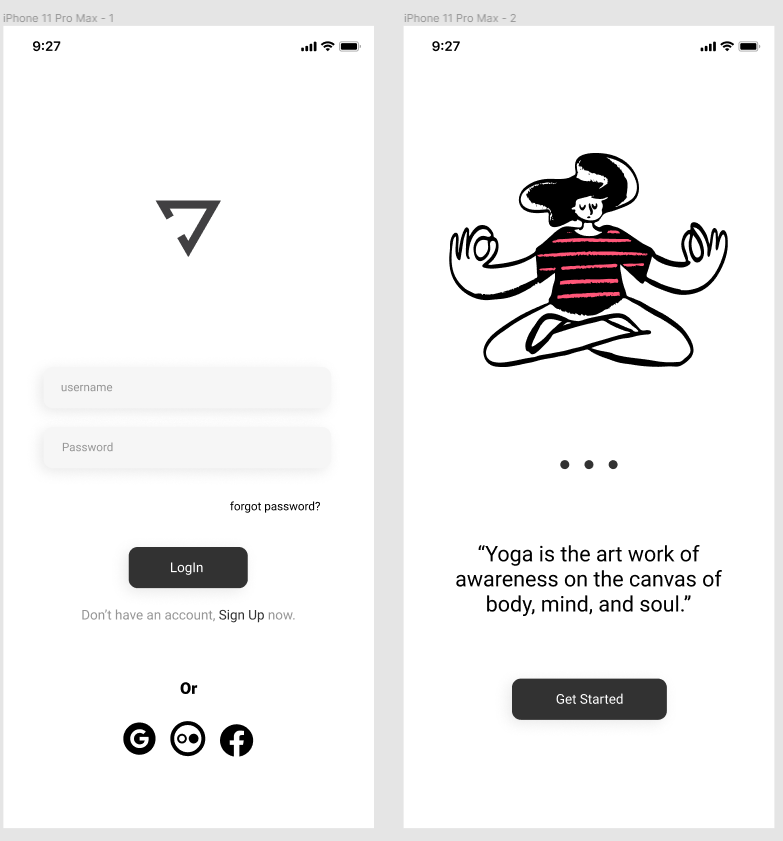 iPhone 11 Pro Max - 1
9:27
username
Password
forgot password?
LogIn
Don't have an account, Sign Up now.
Or
iPhone 11 Pro Max - 2
9:27
“Yoga is the art work of
awareness on the canvas of
body, mind, and soul.”
Get Started